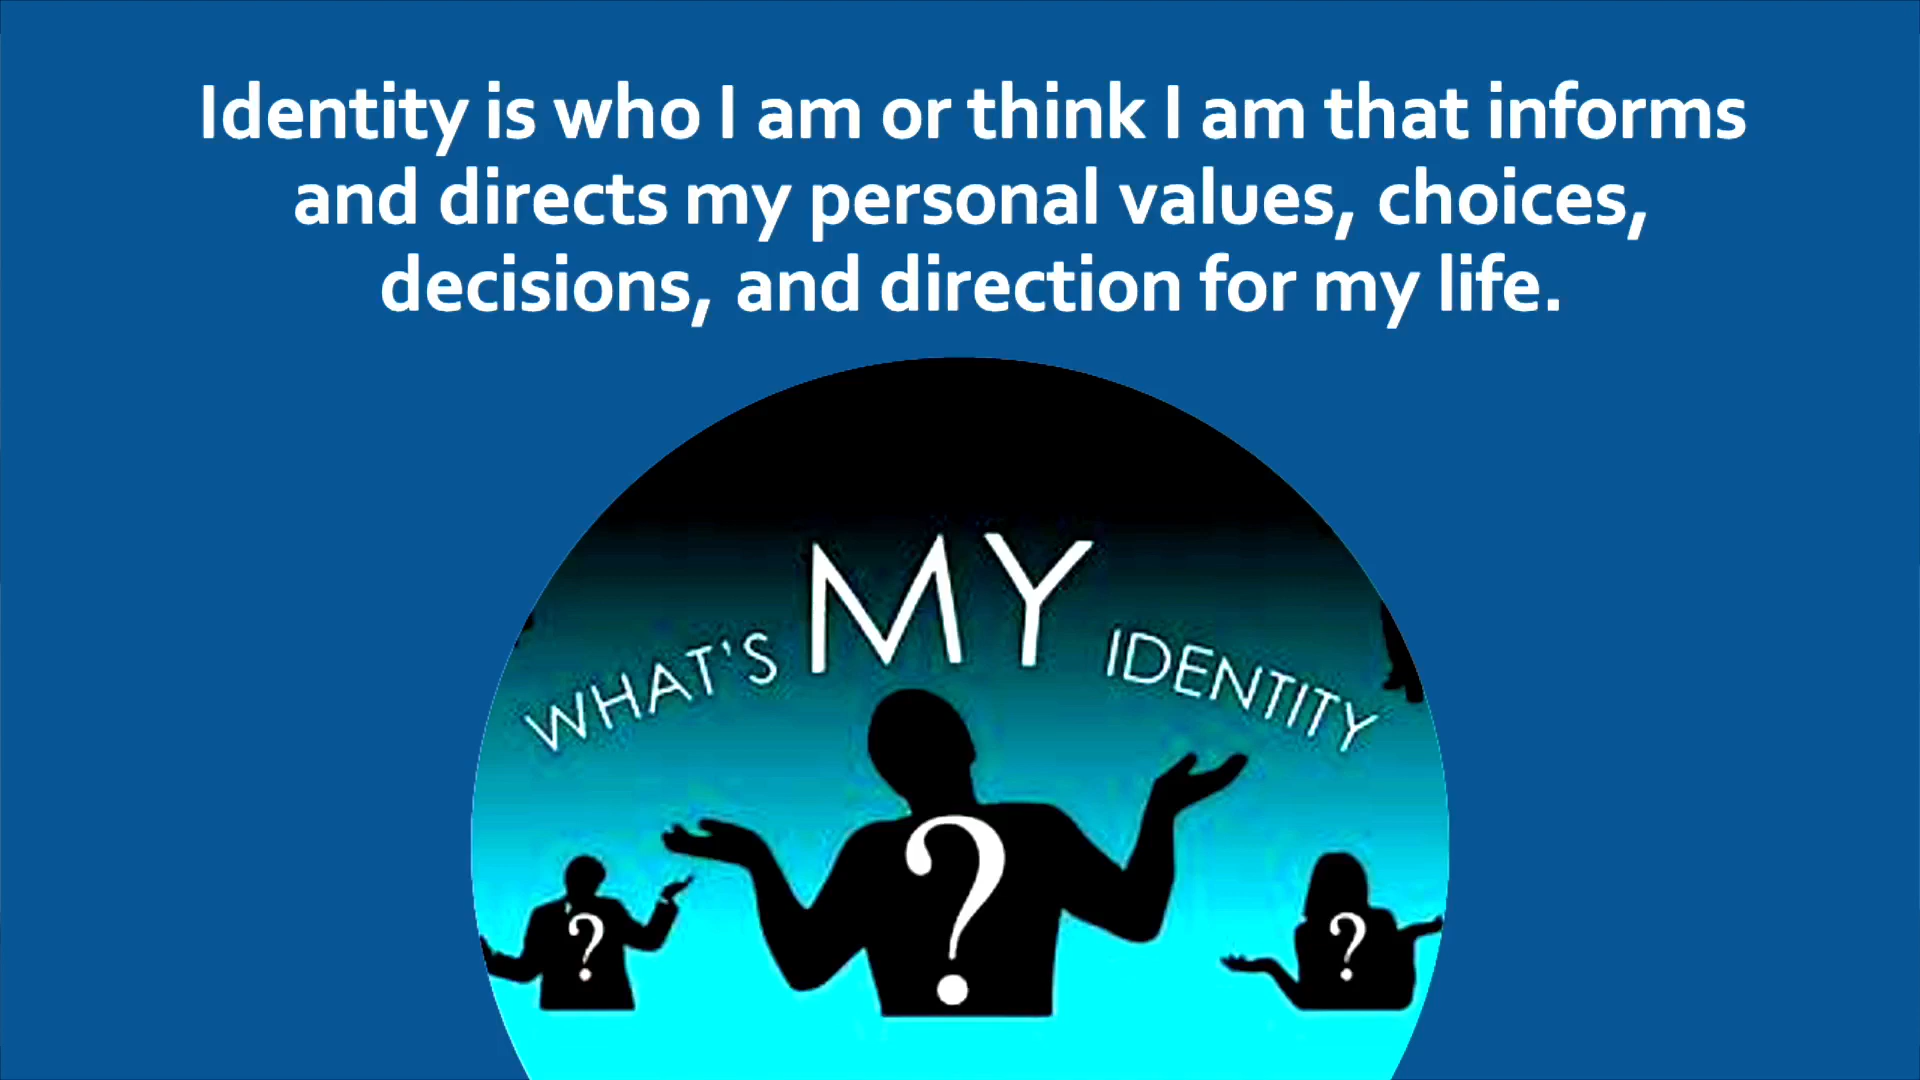 Identity is who I am or think I am that informs
and directs my personal values, choices,
decisions, and direction for my life.
WHAT'S MY IDENTITY
?
? ?